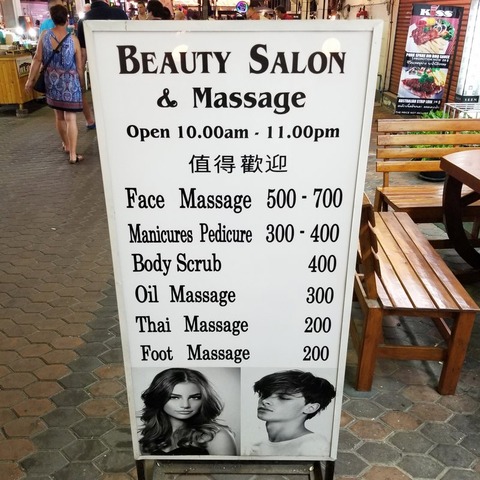 BEAUTY SALON
& MASSAGE
Open 10.00am - 11.00pm
值得歡迎
Face Massage 500 - 700
Manicures Pedicure 300 - 400
Body Scrub 400
Oil Massage 300
Thai Massage 200
Foot Massage 200
KISS